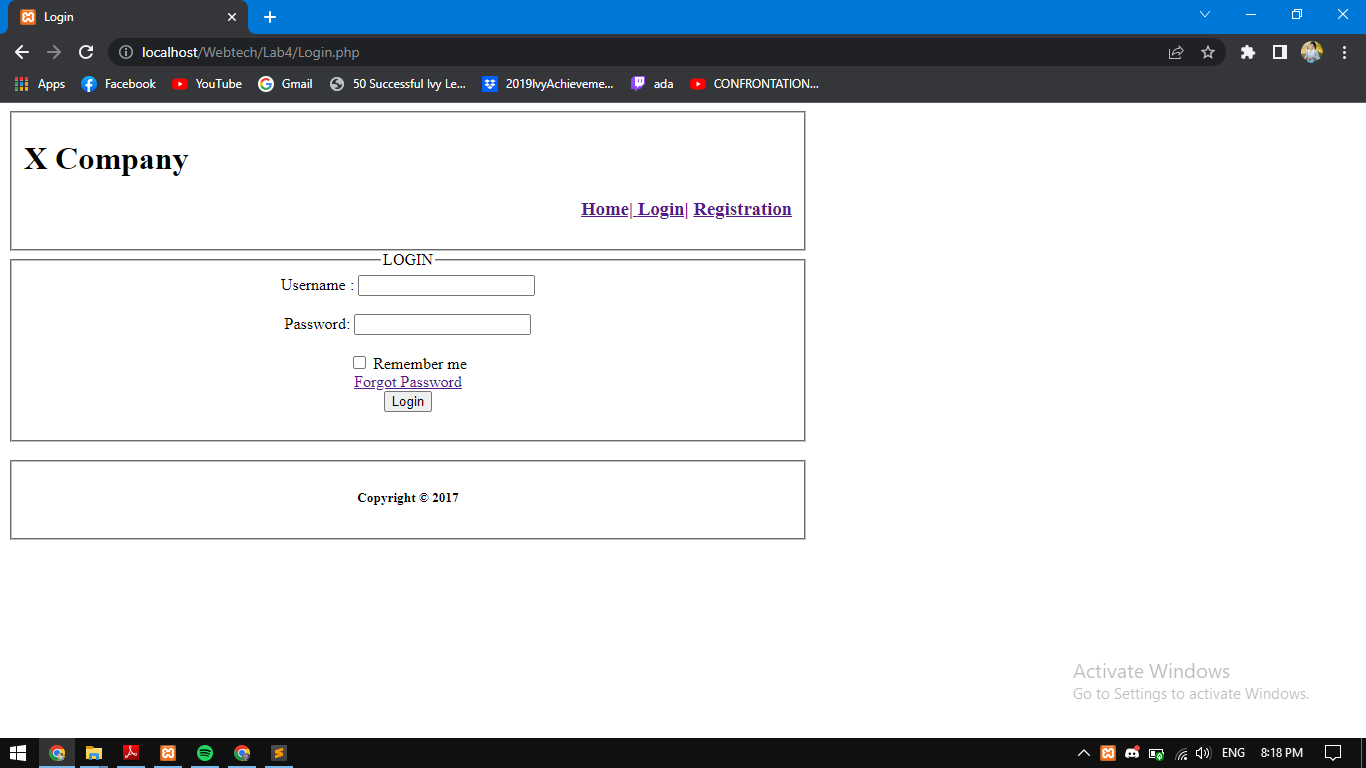 Login
localhost/Webtech/Lab4/Login.php
Apps Facebook YouTube Gmail 50 Successful Ivy Le... 2019IvyAchieveme... ada CONFRONTATION...
X Company
Home| Login| Registration
LOGIN
Username :
Password:
Remember me
Forgot Password
Login
Copyright © 2017
Activate Windows
Go to Settings to activate Windows.
ENG 8:18 PM